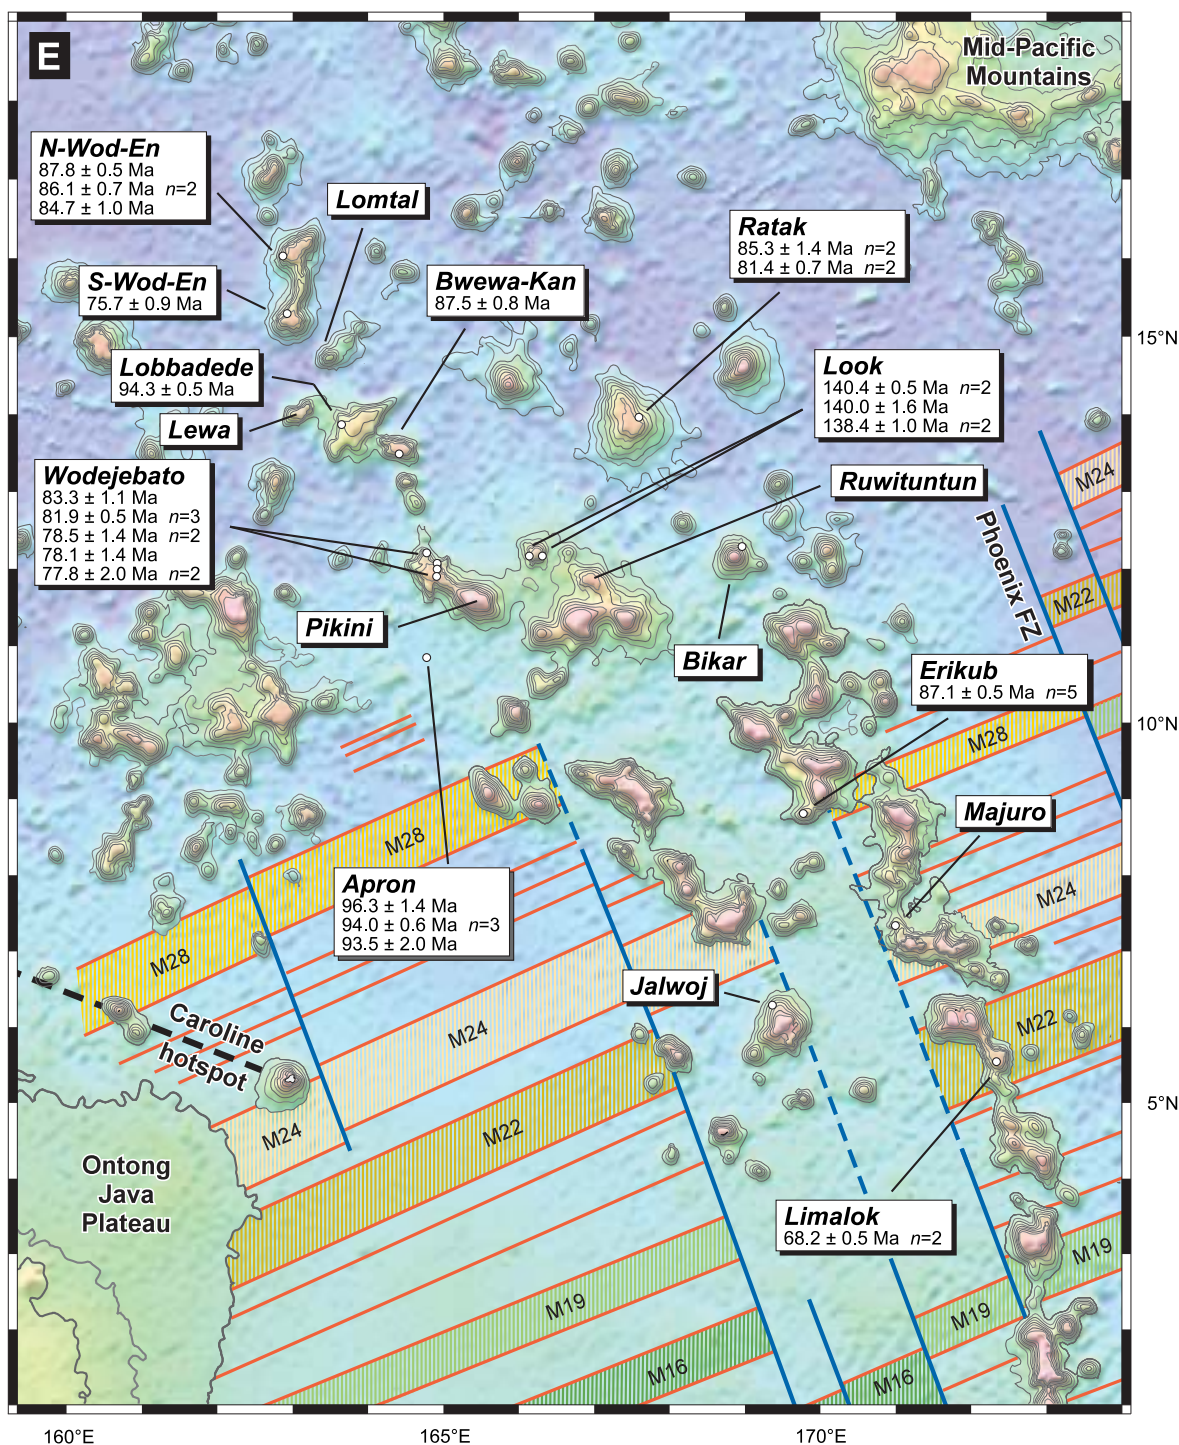 E
Mid-Pacific
Mountains
N-Wod-En
87.8 ± 0.5 Ma
86.1 ± 0.7 Ma n=2
84.7 ± 1.0 Ma
Lomtal
Ratak
85.3 ± 1.4 Ma n=2
81.4 ± 0.7 Ma n=2
S-Wod-En
75.7 ± 0.9 Ma
Bwewa-Kan
87.5 ± 0.8 Ma
15°N
Lobbadede
94.3 ± 0.5 Ma
Look
140.4 ± 0.5 Ma n=2
140.0 ± 1.6 Ma
138.4 ± 1.0 Ma n=2
Lewa
Wodejebato
83.3 ± 1.1 Ma
81.9 ± 0.5 Ma n=3
78.5 ± 1.4 Ma n=2
78.1 ± 1.4 Ma
77.8 ± 2.0 Ma n=2
Ruwituntun
M24
Phoenix FZ
M22
Pikini
Bikar
Erikub
87.1 ± 0.5 Ma n=5
10°N
M28
M28
Majuro
Apron
96.3 ± 1.4 Ma
94.0 ± 0.6 Ma n=3
93.5 ± 2.0 Ma
M24
M28
Jalwoj
Caroline
hotspot
M24
M22
5°N
M24
M22
Ontong
Java
Plateau
Limalok
68.2 ± 0.5 Ma n=2
M19
M19
M19
M16
M16
160°E
165°E
170°E